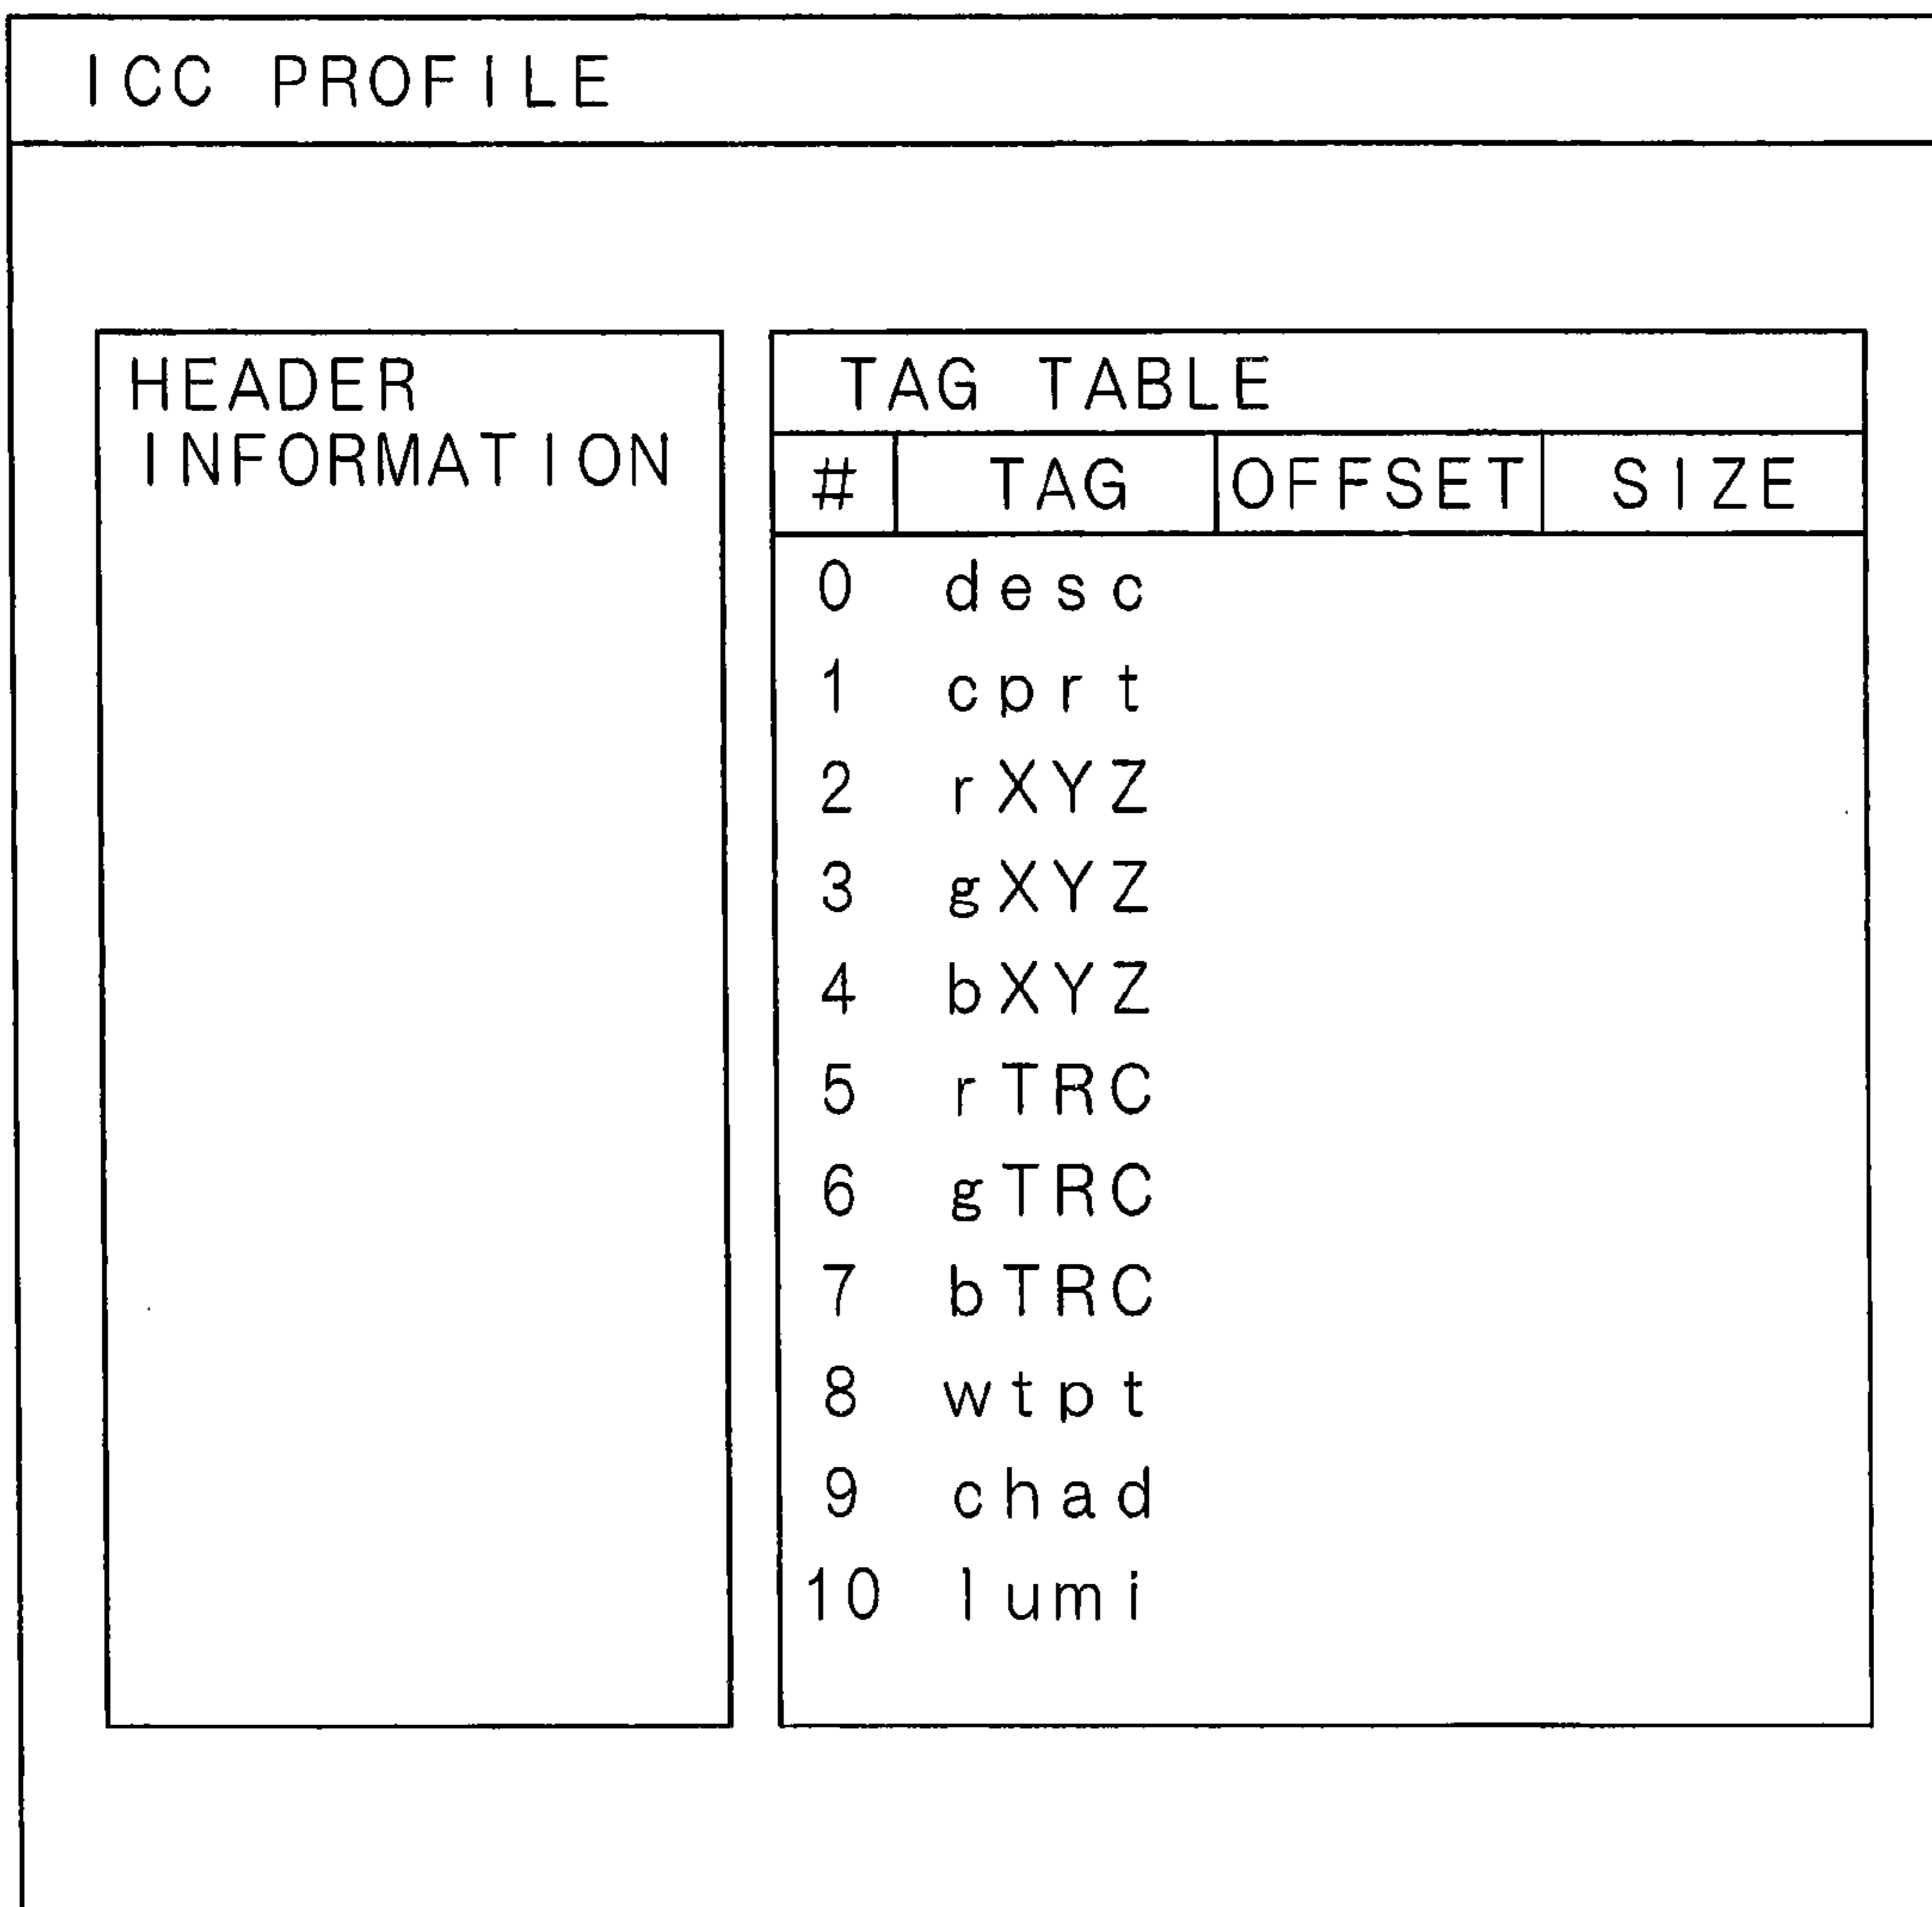 ICC PROFILE
HEADER
INFORMATION
TAG TABLE
# TAG OFFSET SIZE
0 desc
1 cprt
2 rXYZ
3 gXYZ
4 bXYZ
5 rTRC
6 gTRC
7 bTRC
8 wtpt
9 chad
10 lumi